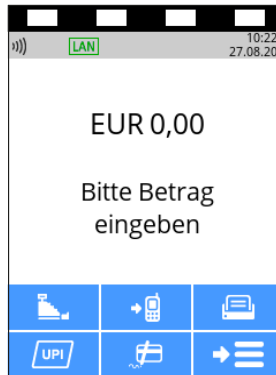 LAN
10:22
27.08.20
EUR 0,00
Bitte Betrag
eingeben
UPI